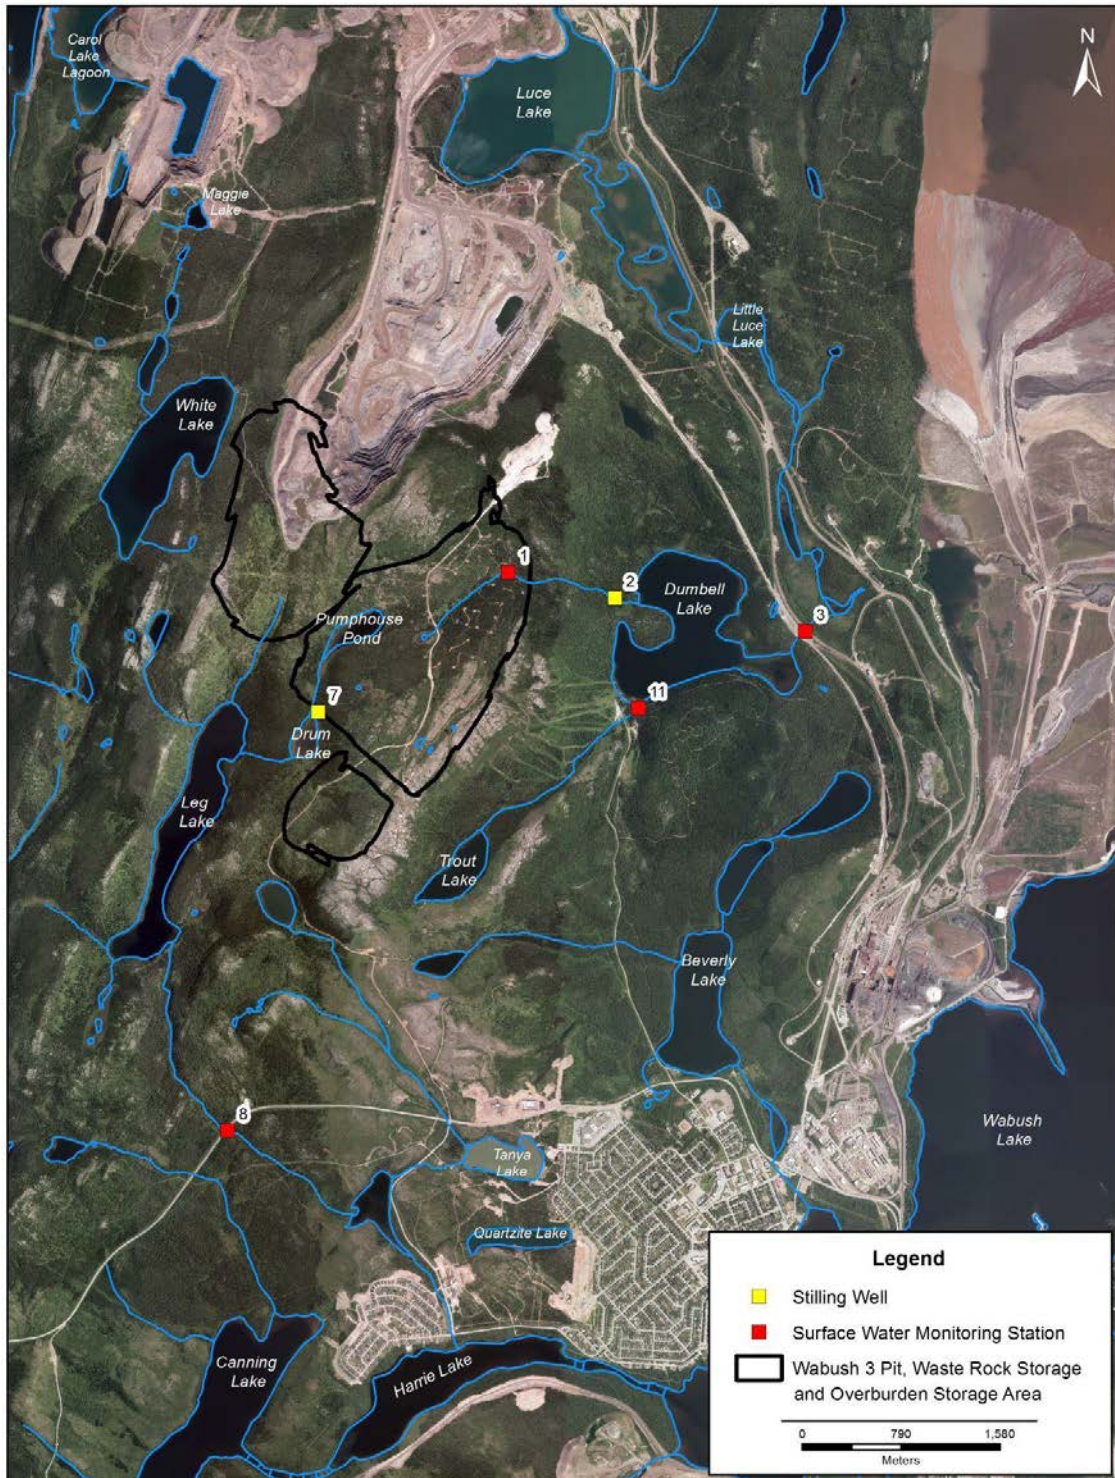 Carol
Lake
Lagoon
Luce
Lake
N
Maggie
Lake
Little
Luce
Lake
White
Lake
1
2
Dumbell
Lake
3
Pumphouse
Pond
7
11
Drum
Lake
Leg
Lake
Trout
Lake
Beverly
Lake
8
Wabush
Lake
Tanya
Lake
Quartzite Lake
Canning
Lake
Harrie Lake
Legend
Stilling Well
Surface Water Monitoring Station
Wabush 3 Pit, Waste Rock Storage
and Overburden Storage Area
0 790 1,580
Meters